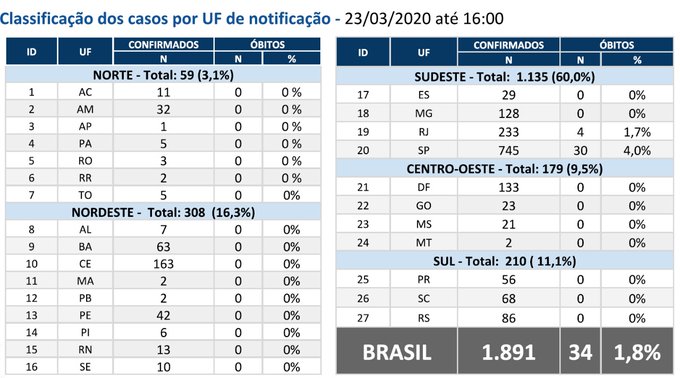 Classificação dos casos por UF de notificação - 23/03/2020 até 16:00
ID UF CONFIRMADOS ÓBITOS
N N %
NORTE - Total: 59 (3,1%)
1 AC 11 0 0 %
2 AM 32 0 0 %
3 AP 1 0 0 %
4 PA 5 0 0 %
5 RO 3 0 0 %
6 RR 2 0 0 %
7 TO 5 0 0%
NORDESTE - Total: 308 (16,3%)
8 AL 7 0 0%
9 BA 63 0 0%
10 CE 163 0 0%
11 MA 2 0 0%
12 PB 2 0 0%
13 PE 42 0 0%
14 PI 6 0 0%
15 RN 13 0 0%
16 SE 10 0 0%
ID UF CONFIRMADOS ÓBITOS
N N %
SUDESTE - Total: 1.135 (60,0%)
17 ES 29 0 0%
18 MG 128 0 0%
19 RJ 233 4 1,7%
20 SP 745 30 4,0%
CENTRO-OESTE - Total: 179 (9,5%)
21 DF 133 0 0%
22 GO 23 0 0%
23 MS 21 0 0%
24 MT 2 0 0%
SUL - Total: 210 ( 11,1%)
25 PR 56 0 0%
26 SC 68 0 0%
27 RS 86 0 0%
BRASIL 1.891 34 1,8%